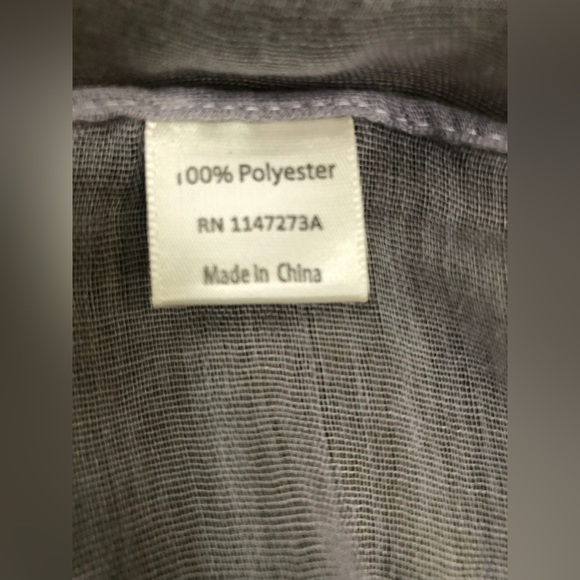 100% Polyester
RN 1147273A
Made in China